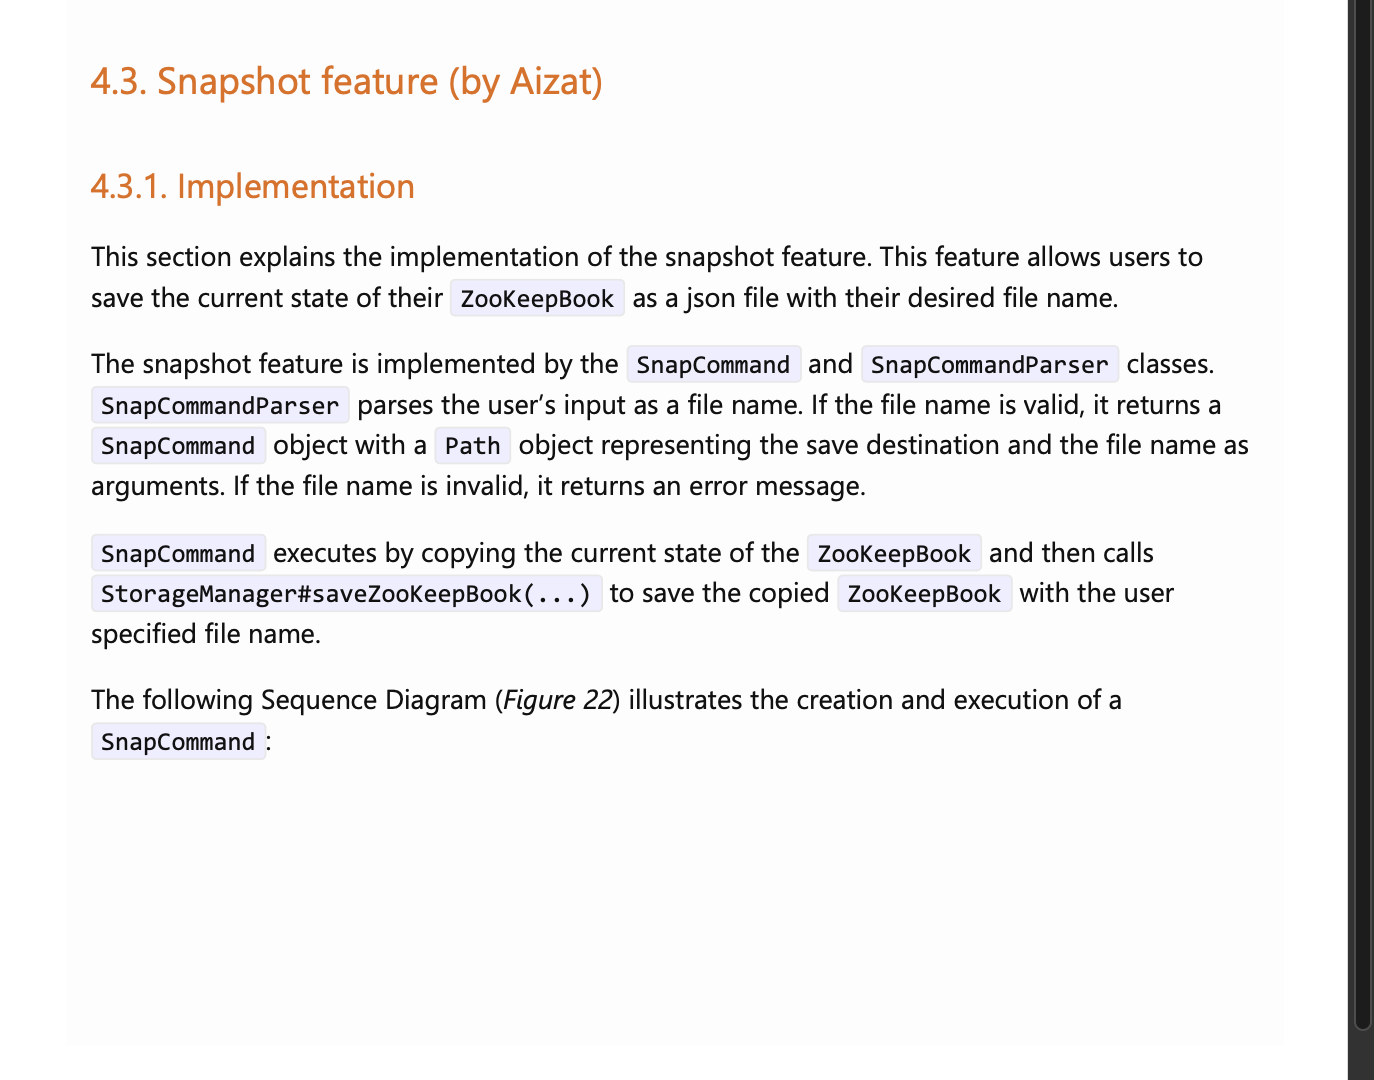 4.3. Snapshot feature (by Aizat)
4.3.1. Implementation
This section explains the implementation of the snapshot feature. This feature allows users to
save the current state of their ZooKeepBook as a json file with their desired file name.
The snapshot feature is implemented by the SnapCommand and SnapCommandParser classes.
SnapCommandParser parses the user’s input as a file name. If the file name is valid, it returns a
SnapCommand object with a Path object representing the save destination and the file name as
arguments. If the file name is invalid, it returns an error message.
SnapCommand executes by copying the current state of the ZooKeepBook and then calls
StorageManager#saveZooKeepBook(...) to save the copied ZooKeepBook with the user
specified file name.
The following Sequence Diagram (Figure 22) illustrates the creation and execution of a
SnapCommand :